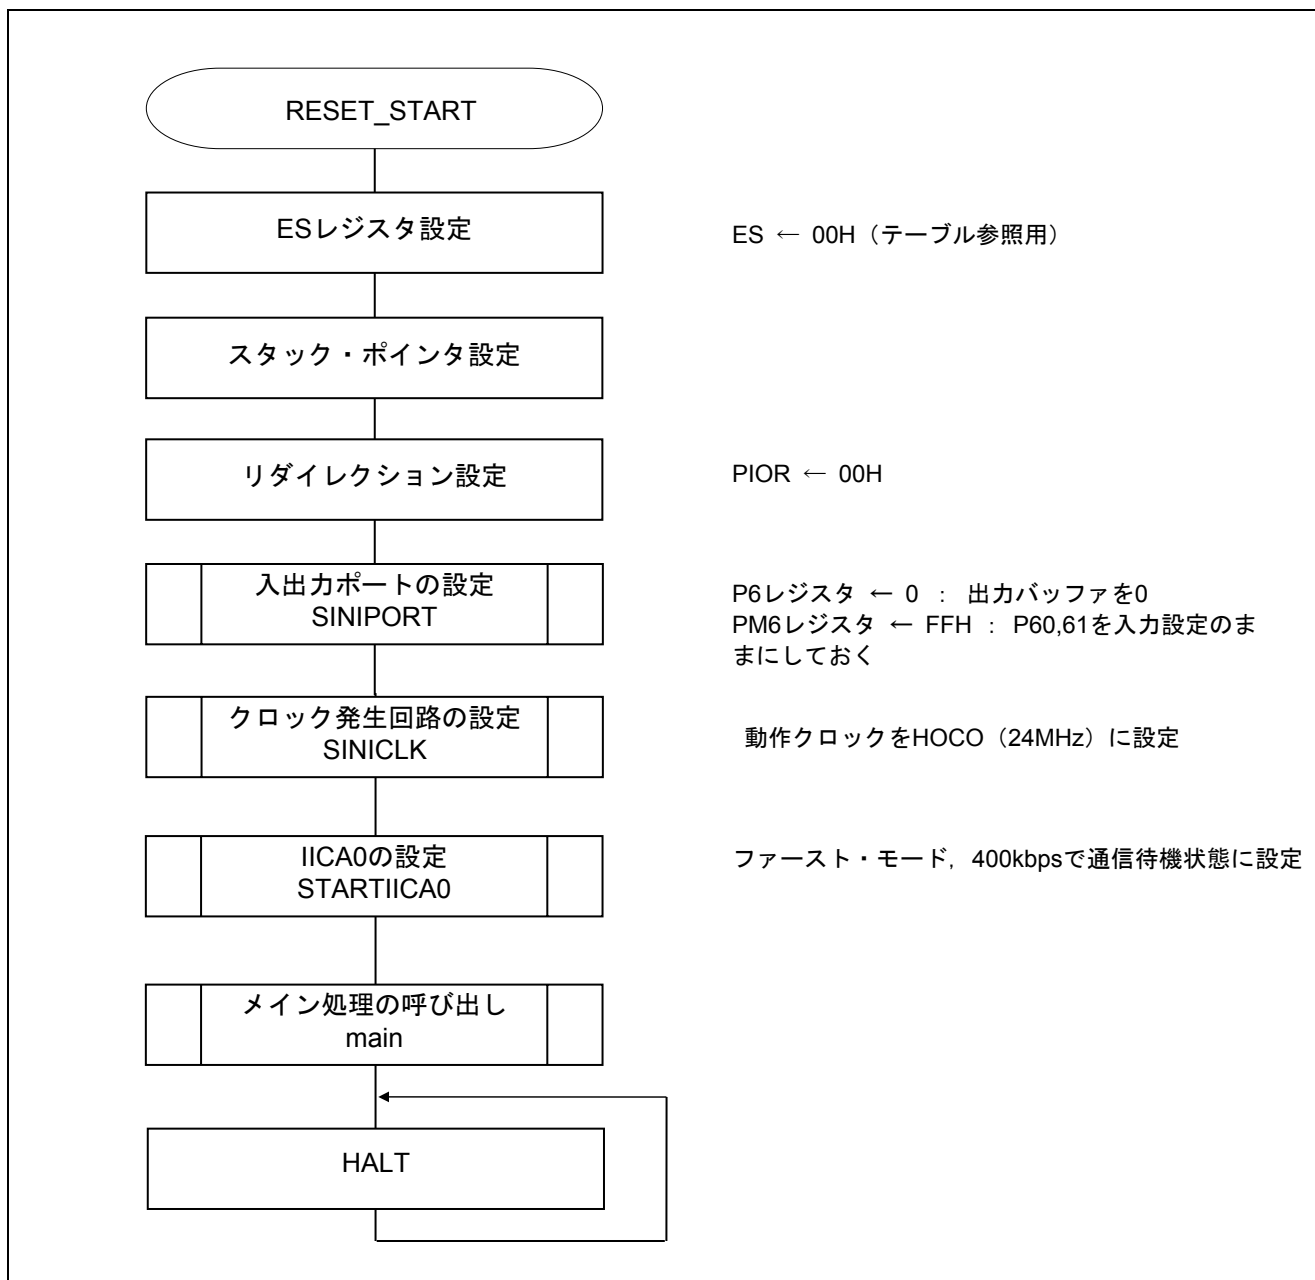 RESET_START
ESレジスタ設定
ES ← 00H（テーブル参照用）
スタック・ポインタ設定
リダイレクション設定
PIOR ← 00H
入出力ポートの設定
SINIPORT
P6レジスタ ← 0 : 出力バッファを0
PM6レジスタ ← FFH : P60,61を入力設定のま
まにしておく
クロック発生回路の設定
SINICLK
動作クロックをHOCO（24MHz）に設定
IICA0の設定
STARTIICA0
ファースト・モード, 400kbpsで通信待機状態に設定
メイン処理の呼び出し
main
HALT